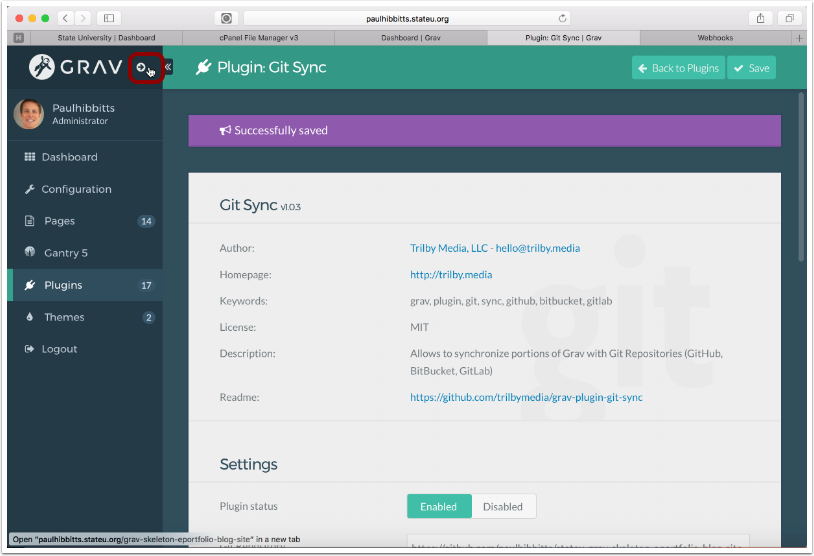 paulhibbitts.stateu.org
H
State University | Dashboard
cPanel File Manager v3
Dashboard | Grav
Plugin: Git Sync | Grav
Webhooks
+
GRAV
«
Plugin: Git Sync
Back to Plugins
Save
Paulhibbitts
Administrator
Successfully saved
Dashboard
Configuration
Pages 14
Gantry 5
Plugins 17
Themes 2
Logout
Git Sync v1.0.3
Author: Trilby Media, LLC - hello@trilby.media
Homepage: http://trilby.media
Keywords: grav, plugin, git, sync, github, bitbucket, gitlab
License: MIT
Description: Allows to synchronize portions of Grav with Git Repositories (GitHub,
BitBucket, GitLab)
Readme: https://github.com/trilbymedia/grav-plugin-git-sync
git
Settings
Plugin status Enabled Disabled
Open "paulhibbitts.stateu.org/grav-skeleton-eportfolio-blog-site" in a new tab